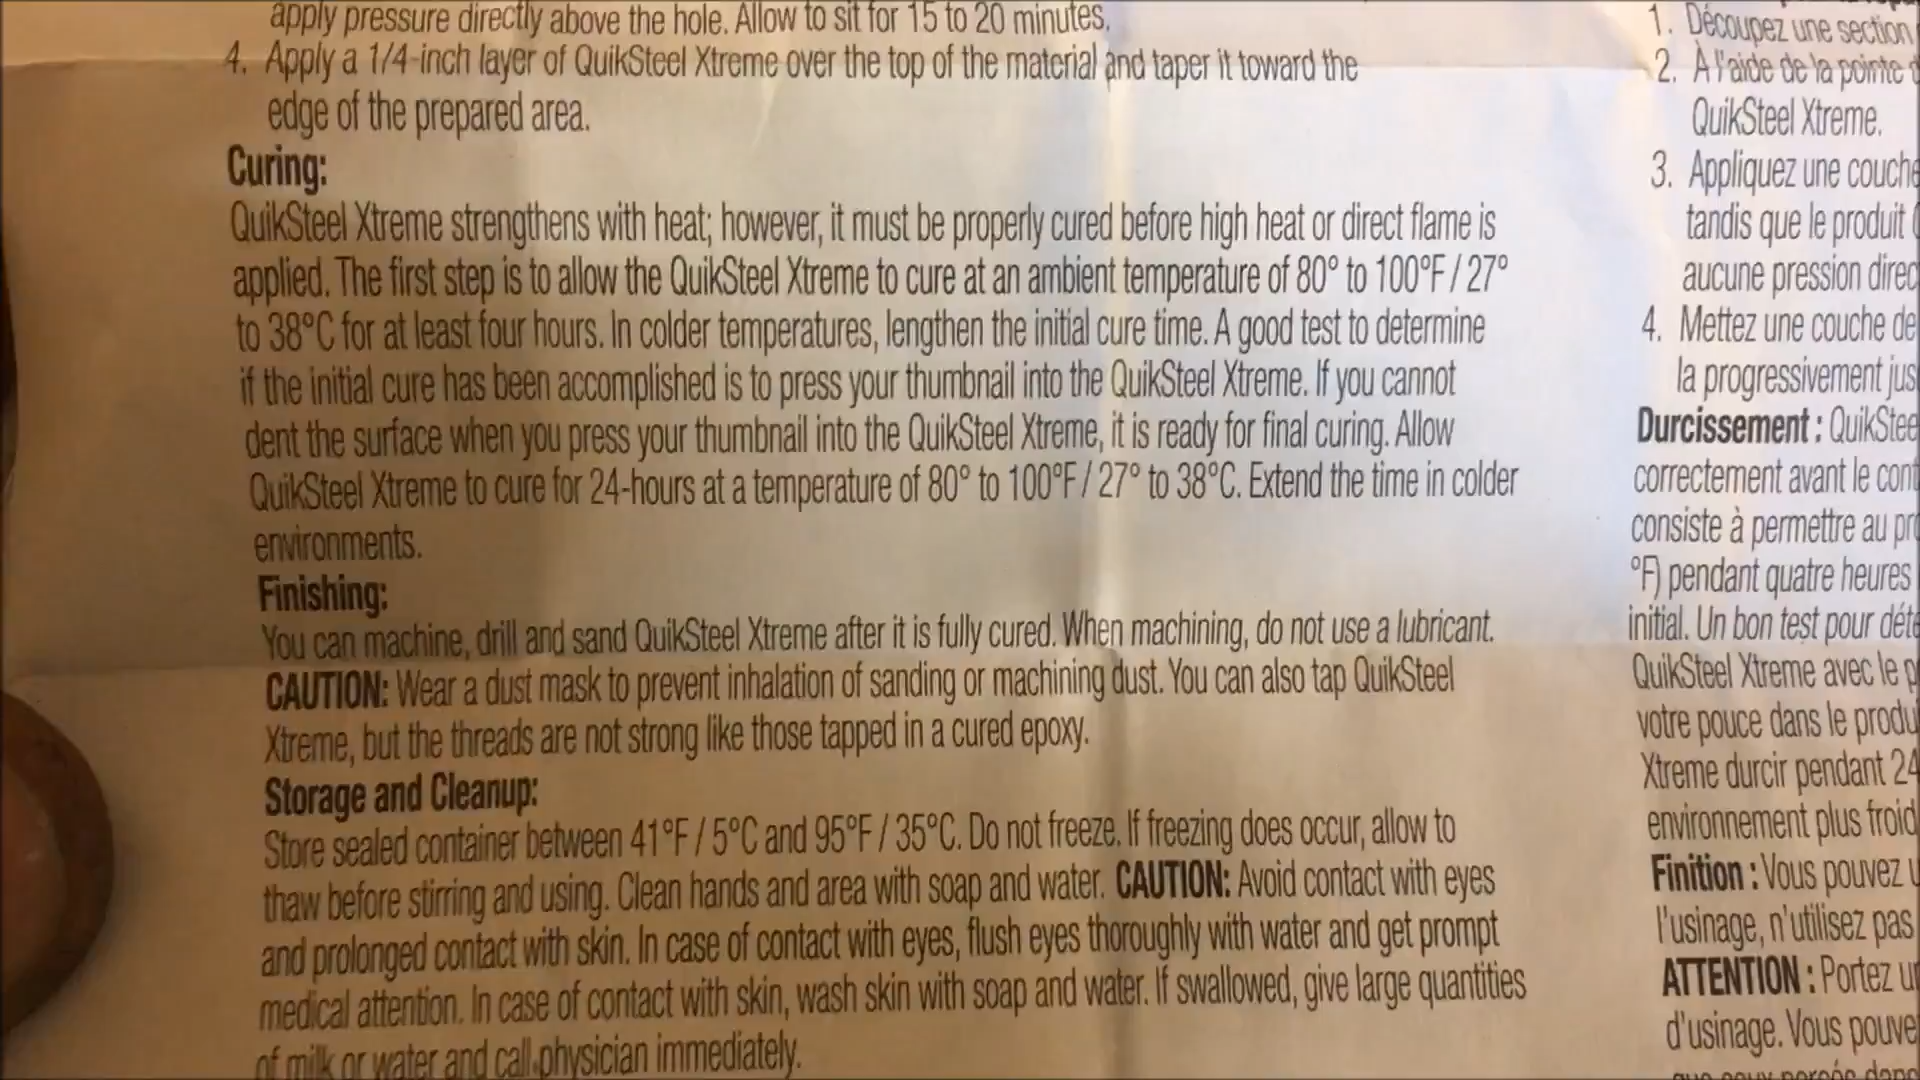 apply pressure directly above the hole. Allow to sit for 15 to 20 minutes.
4. Apply a 1/4-inch layer of QuikSteel Xtreme over the top of the material and taper it toward the
edge of the prepared area.
Curing:
QuikSteel Xtreme strengthens with heat; however, it must be properly cured before high heat or direct flame is
applied. The first step is to allow the QuikSteel Xtreme to cure at an ambient temperature of 80° to 100°F / 27°
to 38°C for at least four hours. In colder temperatures, lengthen the initial cure time. A good test to determine
if the initial cure has been accomplished is to press your thumbnail into the QuikSteel Xtreme. If you cannot
dent the surface when you press your thumbnail into the QuikSteel Xtreme, it is ready for final curing. Allow
QuikSteel Xtreme to cure for 24-hours at a temperature of 80° to 100°F / 27° to 38°C. Extend the time in colder
environments.
Finishing:
You can machine, drill and sand QuikSteel Xtreme after it is fully cured. When machining, do not use a lubricant.
CAUTION: Wear a dust mask to prevent inhalation of sanding or machining dust. You can also tap QuikSteel
Xtreme, but the threads are not strong like those tapped in a cured epoxy.
Storage and Cleanup:
Store sealed container between 41°F / 5°C and 95°F / 35°C. Do not freeze. If freezing does occur, allow to
thaw before stirring and using. Clean hands and area with soap and water. CAUTION: Avoid contact with eyes
and prolonged contact with skin. In case of contact with eyes, flush eyes thoroughly with water and get prompt
medical attention. In case of contact with skin, wash skin with soap and water. If swallowed, give large quantities
of milk or water and call physician immediately.
1. Découpez une section
2. À l'aide de la pointe
QuikSteel Xtreme.
3. Appliquez une couche
tandis que le produit
aucune pression direc
4. Mettez une couche de
la progressivement jus
Durcissement : QuikStee
correctement avant le cont
consiste à permettre au pr
°F) pendant quatre heures
initial. Un bon test pour déte
QuikSteel Xtreme avec le p
votre pouce dans le produ
Xtreme durcir pendant 24
environnement plus froid
Finition : Vous pouvez u
l'usinage, n'utilisez pas
ATTENTION : Portez un
d'usinage. Vous pouve